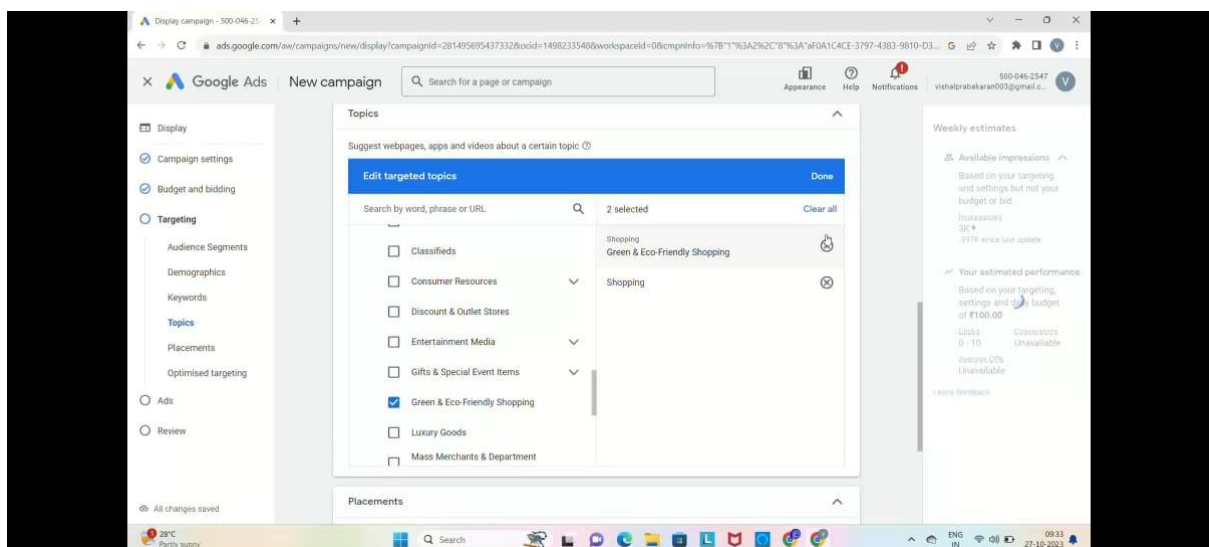 Display campaign - 500-046-25
ads.google.com/aw/campaigns/new/display?campaignId=281495695437332&ocid=1498233548&workspaceid=0&cmpnInfo=%7B"1"%3A2%2C"8"%3A"aF0A1C4CE-3797-4383-9810-D3...
Google Ads
New campaign
Search for a page or campaign
Appearance
Help
Notifications
500-046-2547
vishalprabakaran003@gmail.c...
V
Display
Campaign settings
Budget and bidding
Targeting
Audience Segments
Demographics
Keywords
Topics
Placements
Optimised targeting
Ads
Review
All changes saved
Topics
Suggest webpages, apps and videos about a certain topic
Edit targeted topics
Done
Search by word, phrase or URL
2 selected
Clear all
Classifieds
Consumer Resources
Discount & Outlet Stores
Entertainment Media
Gifts & Special Event Items
Green & Eco-Friendly Shopping
Luxury Goods
Mass Merchants & Department
Shopping
Green & Eco-Friendly Shopping
Shopping
Placements
Weekly estimates
Available impressions
Based on your targeting
and settings but not your
budget or bid
Impressions
3K
since last update
Your estimated performance
Based on your targeting,
settings and daily budget
of ₹100.00
Clicks
Conversions
0 - 10
Unavailable
Average CPA
Unavailable
Leave feedback
28°C
Partly sunny
Search
ENG
IN
09:33
27-10-2023